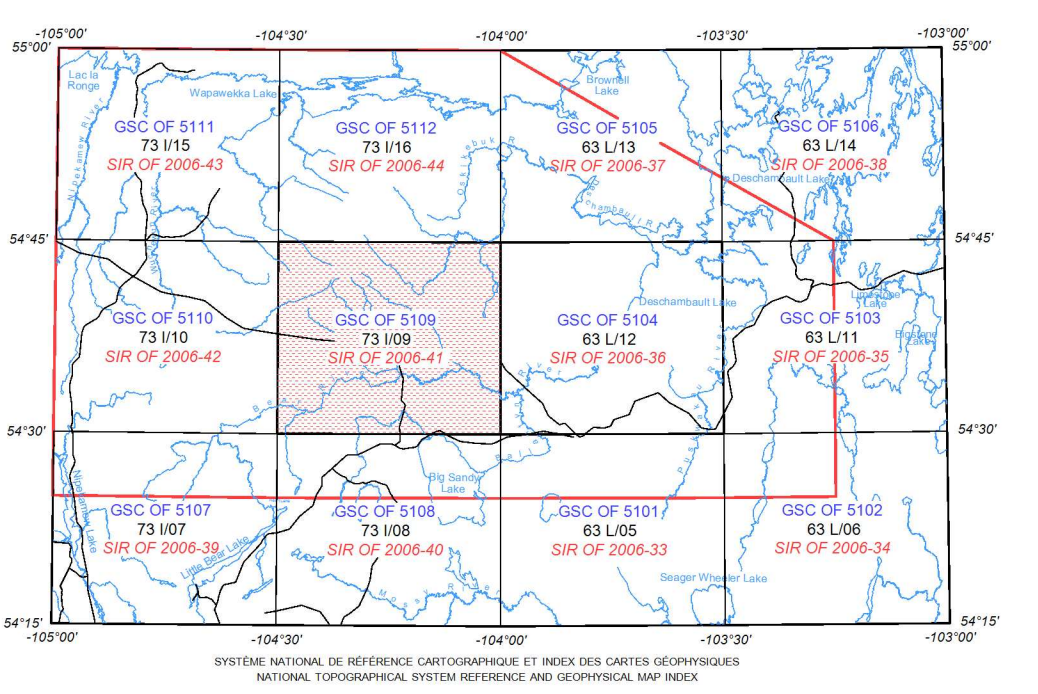 -105°00' -104°30' -104°00' -103°30' -103°00'
55°00' 55°00'
Lac la
Ronge
Wapawekka Lake
Brownell
Lake
Nipekamew River
GSC OF 5111
73 I/15
SIR OF 2006-43
GSC OF 5112
73 I/16
SIR OF 2006-44
GSC OF 5105
63 L/13
SIR OF 2006-37
GSC OF 5106
63 L/14
SIR OF 2006-38
Deschambault Lake
54°45' 54°45'
Deschambault Lake
Limestone
Lake
Bigstone
Lake
GSC OF 5110
73 I/10
SIR OF 2006-42
GSC OF 5109
73 I/09
SIR OF 2006-41
GSC OF 5104
63 L/12
SIR OF 2006-36
GSC OF 5103
63 L/11
SIR OF 2006-35
River
54°30' 54°30'
Big Sandy
Lake
Nipekamew Lake
GSC OF 5107
73 I/07
SIR OF 2006-39
GSC OF 5108
73 I/08
SIR OF 2006-40
GSC OF 5101
63 L/05
SIR OF 2006-33
GSC OF 5102
63 L/06
SIR OF 2006-34
Little Bear Lake
Seager Wheeler Lake
River
54°15' 54°15'
-105°00' -104°30' -104°00' -103°30' -103°00'
SYSTÈME NATIONAL DE RÉFÉRENCE CARTOGRAPHIQUE ET INDEX DES CARTES GÉOPHYSIQUES
NATIONAL TOPOGRAPHICAL SYSTEM REFERENCE AND GEOPHYSICAL MAP INDEX